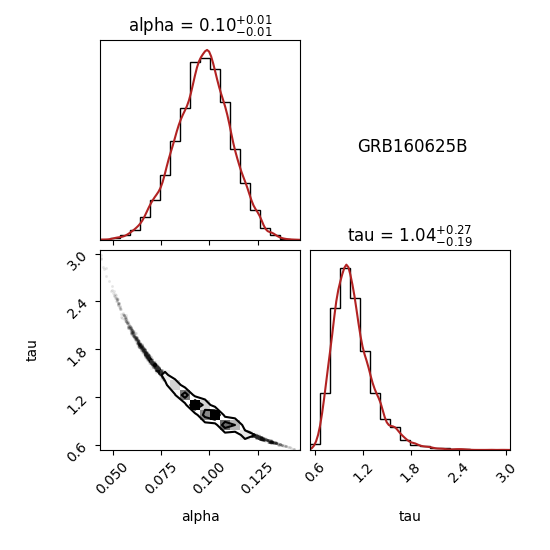 alpha = 0.10+0.01 −0.01
GRB160625B
tau = 1.04+0.27 −0.19
3.0
2.4
1.8
1.2
0.6
tau
0.050 0.075 0.100 0.125
0.6 1.2 1.8 2.4 3.0
alpha tau